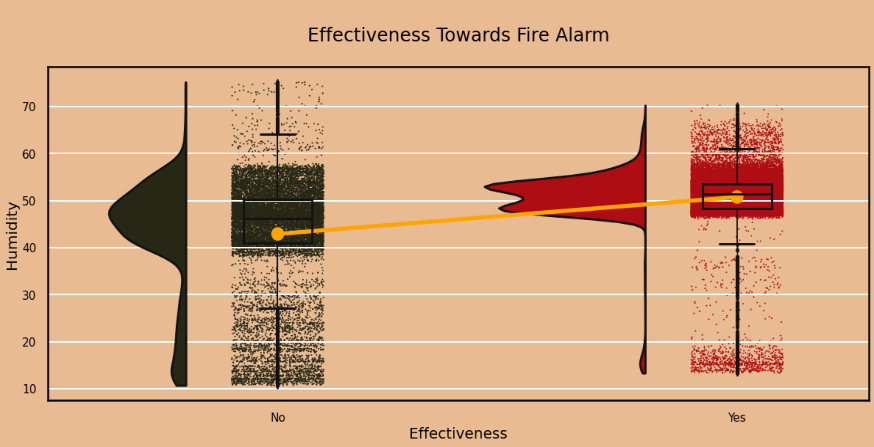 Effectiveness Towards Fire Alarm
70
60
50
40
30
20
10
Humidity
No
Yes
Effectiveness